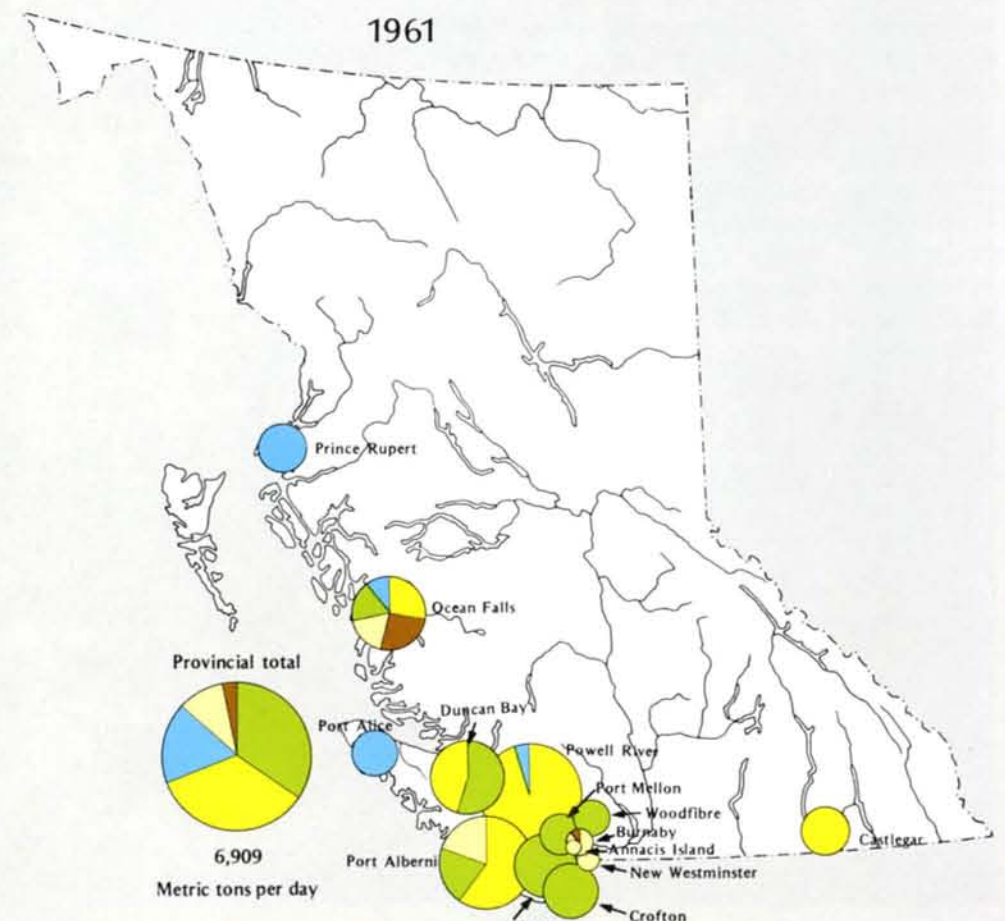 1961
Prince Rupert
Ocean Falls
Provincial total
Port Alice
Duncan Bay
Powell River
Port Mellon
Woodfibre
Burnaby
Annacis Island
New Westminster
Castlegar
Port Alberni
6,909
Metric tons per day
Crofton